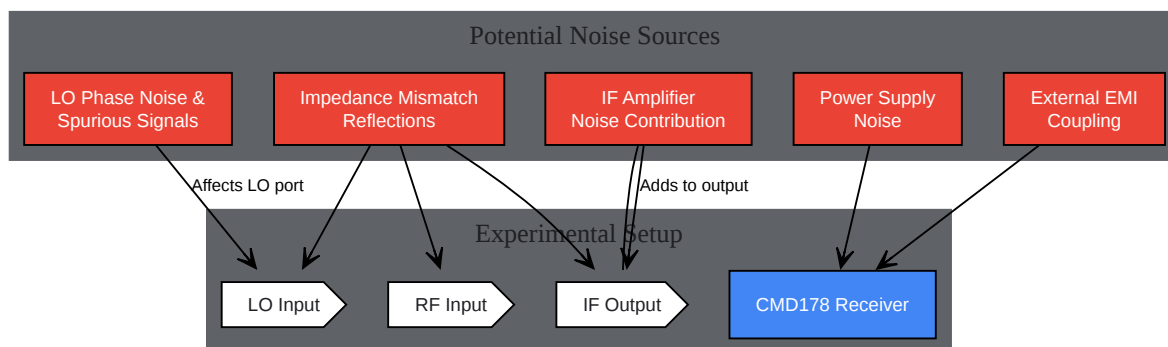 Potential Noise Sources
LO Phase Noise &
Spurious Signals
Impedance Mismatch
Reflections
IF Amplifier
Noise Contribution
Power Supply
Noise
External EMI
Coupling
Affects LO port
Adds to output
Experimental Setup
LO Input
RF Input
IF Output
CMD178 Receiver